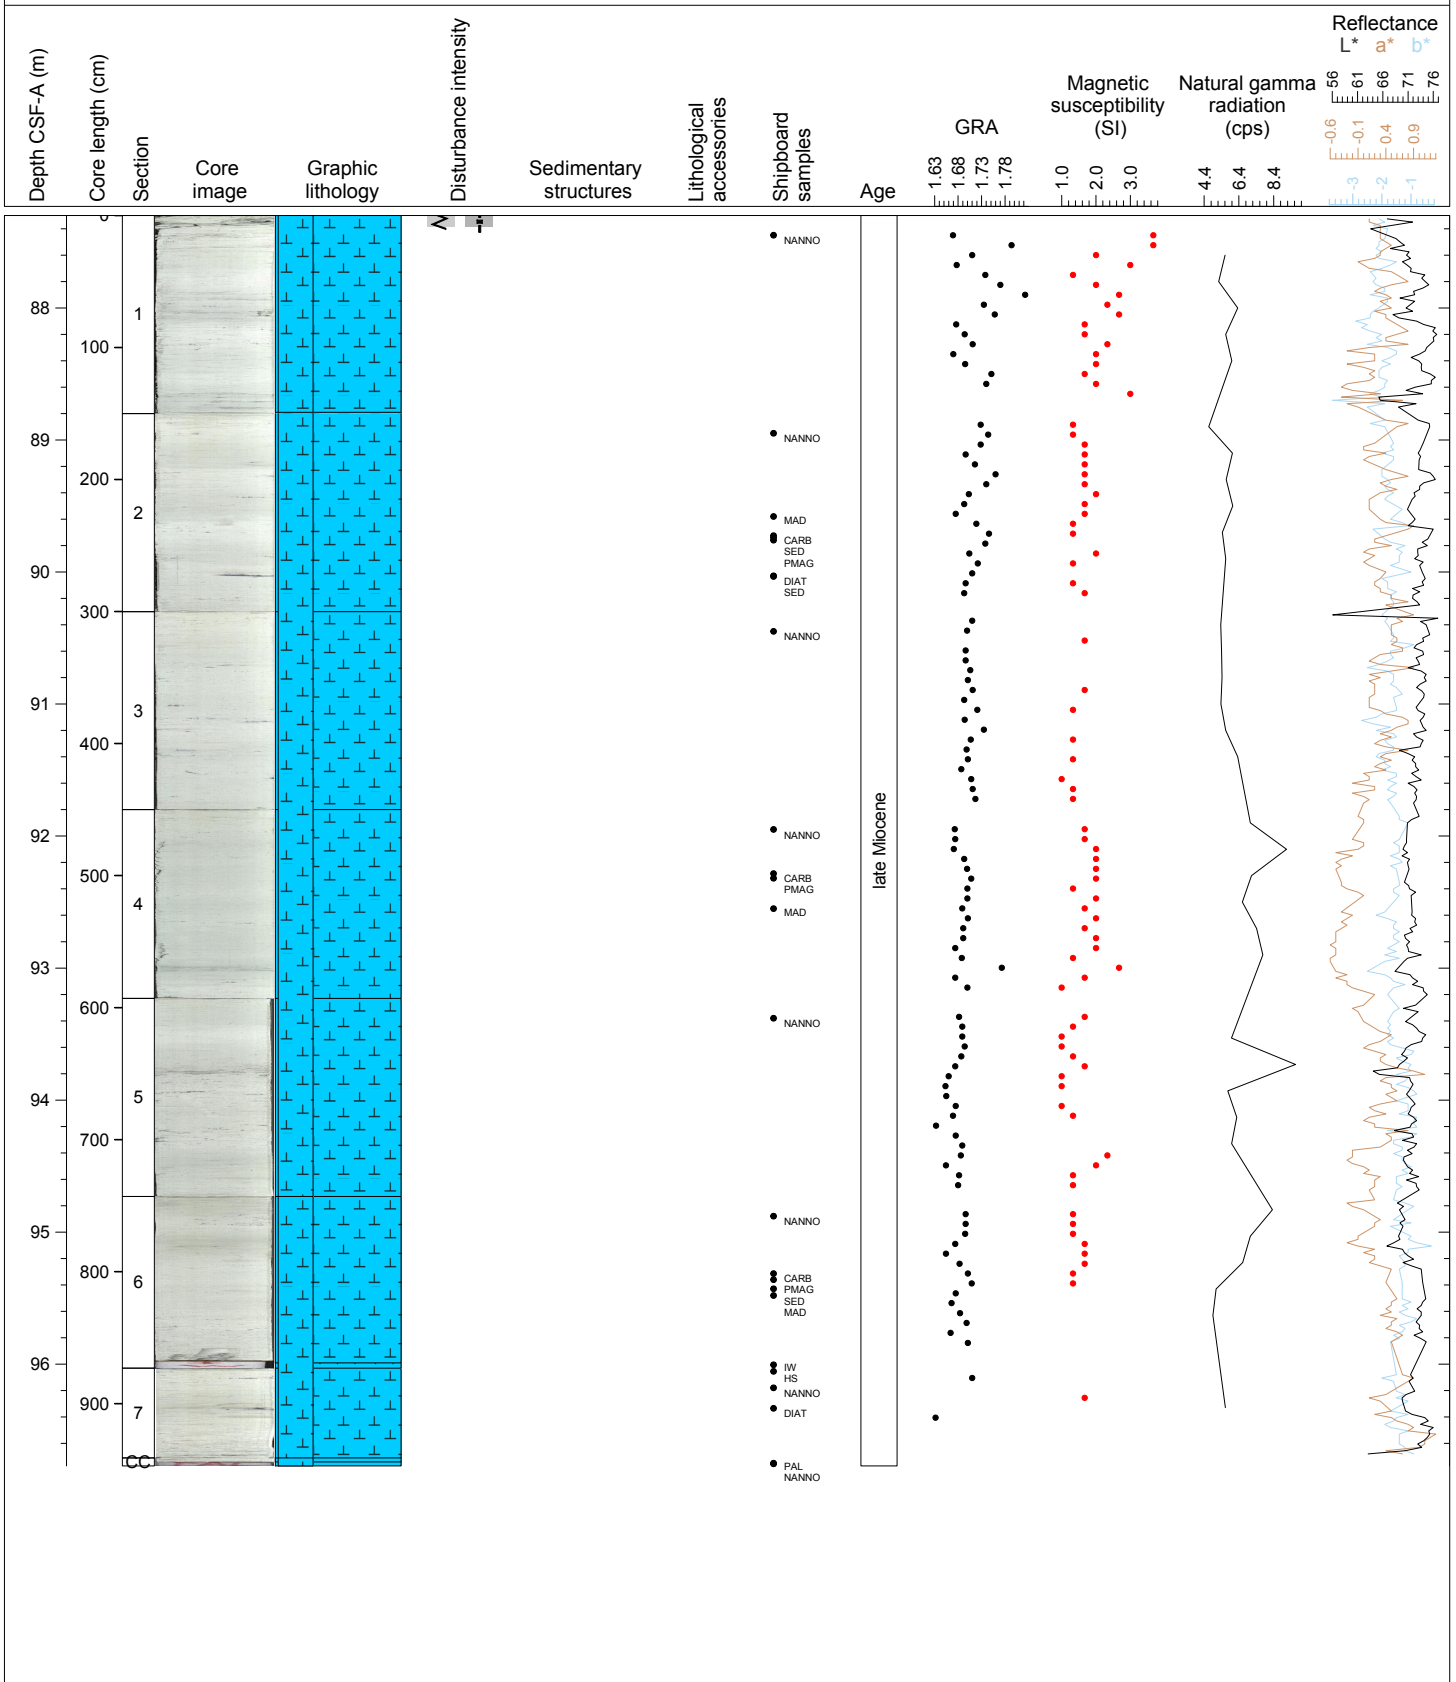 Depth CSF-A (m)
Core length (cm)
Section
Core
image
Graphic
lithology
Disturbance intensity
Sedimentary
structures
Lithological
accessories
Shipboard
samples
Age
GRA
1.63
1.68
1.73
1.78
Magnetic
susceptibility
(SI)
1.0
2.0
3.0
Natural gamma
radiation
(cps)
4.4
6.4
8.4
Reflectance
L* a* b*
56
61
66
71
76
-0.6
-0.1
0.4
0.9
-3
-2
-1
0
NANNO
88
1
100
89
NANNO
200
2
MAD
CARB
SED
PMAG
90
DIAT
SED
300
NANNO
91
3
400
late Miocene
92
NANNO
500
CARB
PMAG
4
MAD
93
600
NANNO
94
5
700
95
NANNO
800
6
CARB
PMAG
SED
MAD
96
IW
HS
NANNO
900
7
DIAT
CC
PAL
NANNO